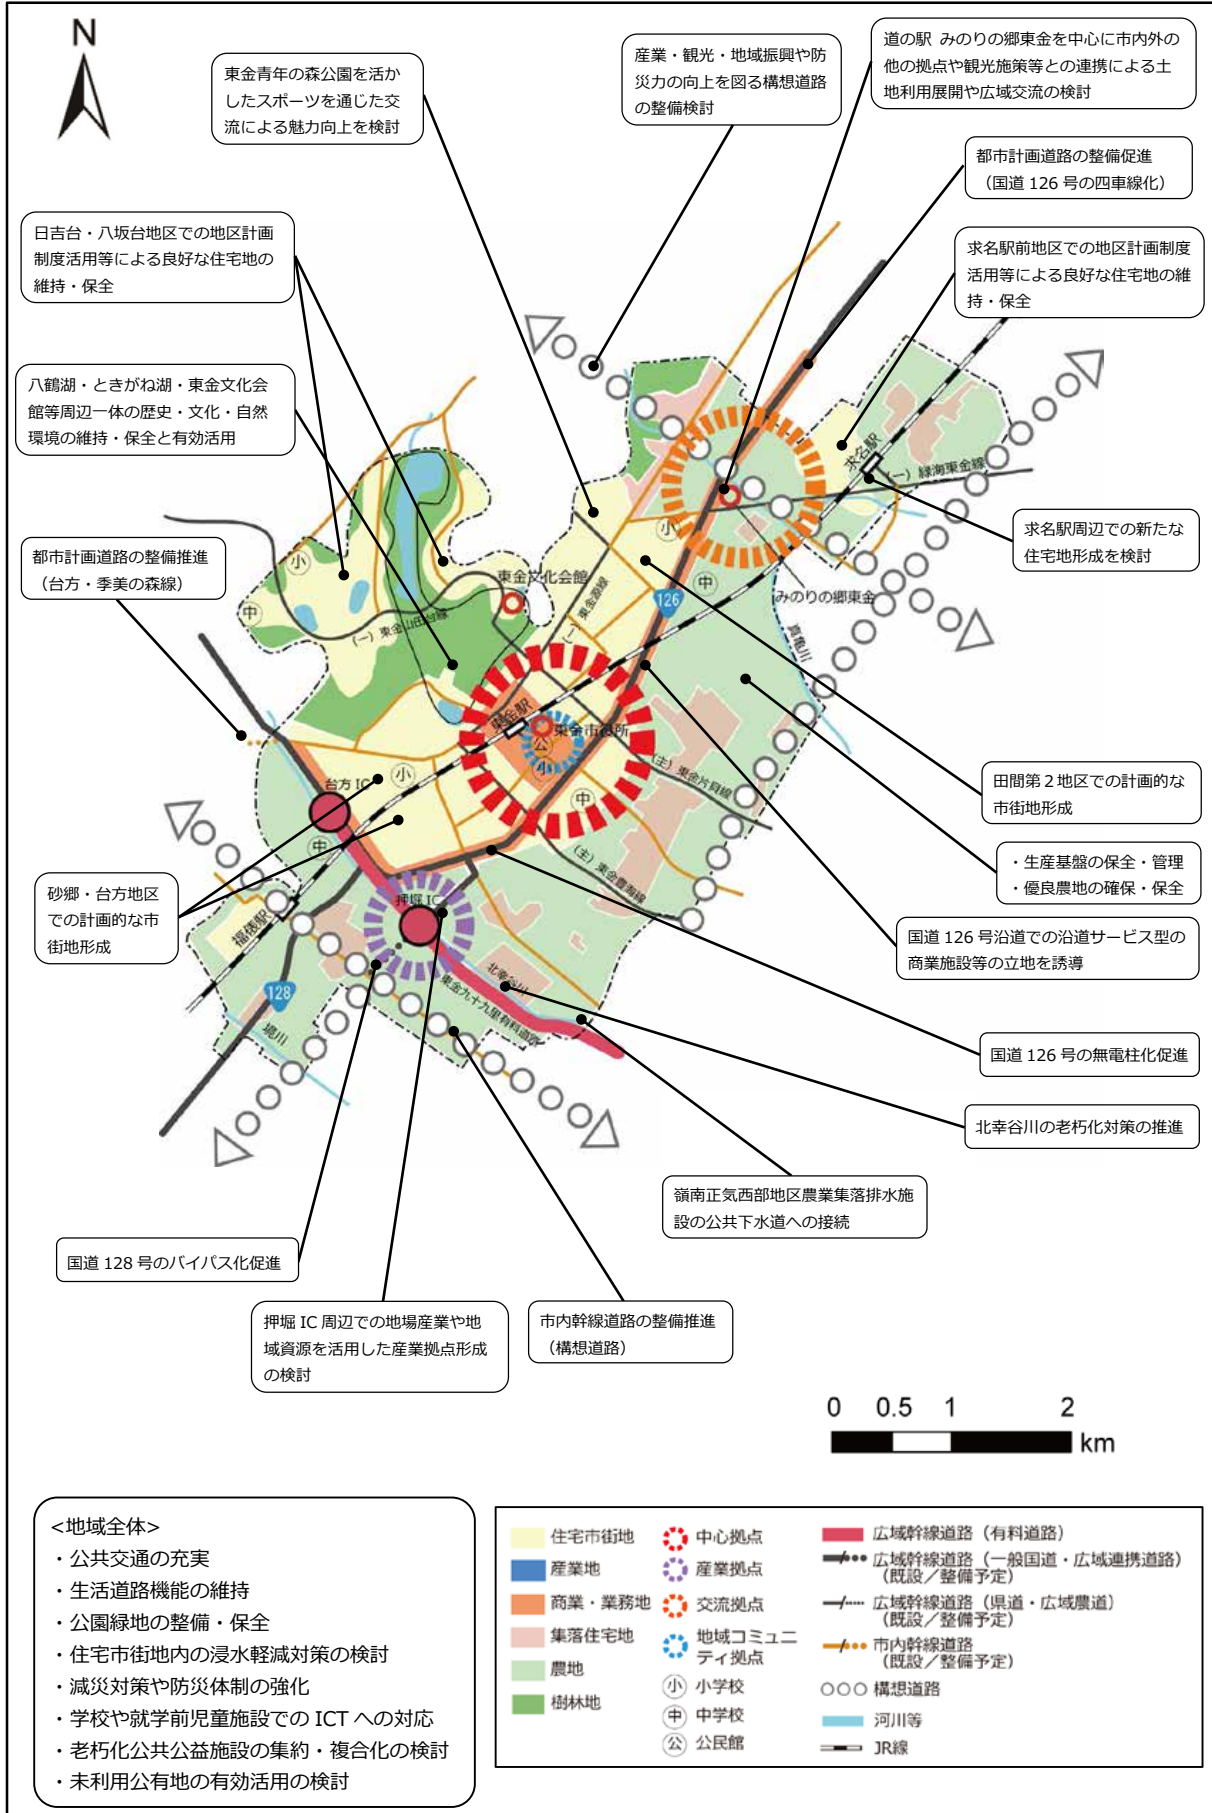 N
東金青年の森公園を活か
したスポーツを通じた交
流による魅力向上を検討
産業・観光・地域振興や防
災力の向上を図る構想道路
の整備検討
道の駅 みのりの郷東金を中心に市内外の
他の拠点や観光施策等との連携による土
地利用展開や広域交流の検討
都市計画道路の整備促進
（国道 126 号の四車線化）
日吉台・八坂台地区での地区計画
制度活用等による良好な住宅地の
維持・保全
求名駅前地区での地区計画制度
活用等による良好な住宅地の維
持・保全
八鶴湖・ときがね湖・東金文化会
館等周辺一体の歴史・文化・自然
環境の維持・保全と有効活用
求名駅
(一) 緑海東金線
求名駅周辺での新たな
住宅地形成を検討
都市計画道路の整備推進
（台方・季美の森線）
小
中
(一) 東金山田台線
東金文化会館
(一) 東金源線
小
126
中
みのりの郷東金
真亀川
東金駅
東金市役所
公
小
中
(主) 東金片貝線
(主) 東金豊海線
台方 IC
小
中
田間第２地区での計画的な
市街地形成
・生産基盤の保全・管理
・優良農地の確保・保全
砂郷・台方地区
での計画的な市
街地形成
福俵駅
押堀 IC
128
境川
北幸谷川
東金九十九里有料道路
国道 126 号沿道での沿道サービス型の
商業施設等の立地を誘導
国道 126 号の無電柱化促進
北幸谷川の老朽化対策の推進
嶺南正気西部地区農業集落排水施
設の公共下水道への接続
国道 128 号のバイパス化促進
押堀 IC 周辺での地場産業や地
域資源を活用した産業拠点形成
の検討
市内幹線道路の整備推進
（構想道路）
0 0.5 1 2
km
<地域全体>
・公共交通の充実
・生活道路機能の維持
・公園緑地の整備・保全
・住宅市街地内の浸水軽減対策の検討
・減災対策や防災体制の強化
・学校や就学前児童施設での ICT への対応
・老朽化公共公益施設の集約・複合化の検討
・未利用公有地の有効活用の検討
住宅市街地
産業地
商業・業務地
集落住宅地
農地
樹林地
中心拠点
産業拠点
交流拠点
地域コミュニ
ティ拠点
小 小学校
中 中学校
公 公民館
広域幹線道路（有料道路）
広域幹線道路（一般国道・広域連携道路）
（既設／整備予定）
広域幹線道路（県道・広域農道）
（既設／整備予定）
市内幹線道路
（既設／整備予定）
構想道路
河川等
JR線